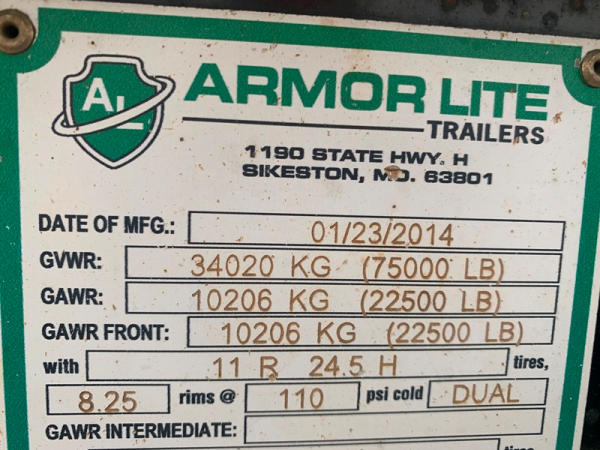 AL
ARMOR LITE
TRAILERS
1190 STATE HWY. H
SIKESTON, MO. 63801
DATE OF MFG.: 01/23/2014
GVWR: 34020 KG (75000 LB)
GAWR: 10206 KG (22500 LB)
GAWR FRONT: 10206 KG (22500 LB)
with 11 R 24.5 H tires,
8.25 rims @ 110 psi cold DUAL
GAWR INTERMEDIATE:
tires